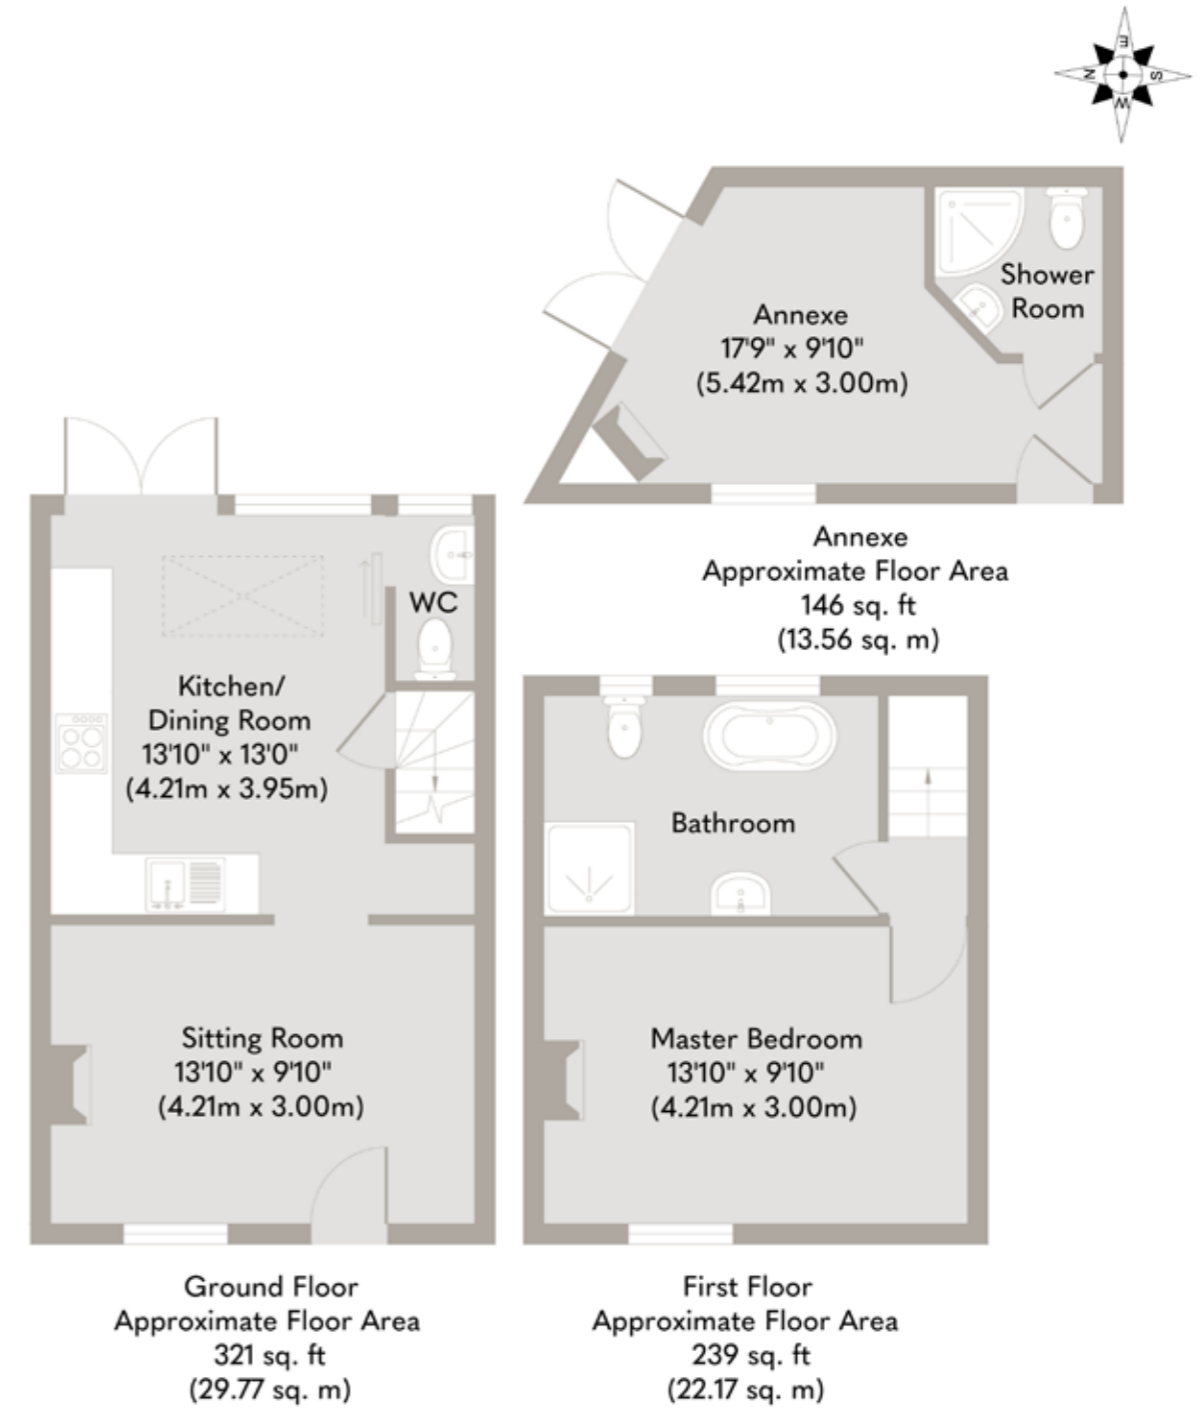 E
N
S
W
Annexe
17'9" x 9'10"
(5.42m x 3.00m)
Shower
Room
Annexe
Approximate Floor Area
146 sq. ft
(13.56 sq. m)
WC
Kitchen/
Dining Room
13'10" x 13'0"
(4.21m x 3.95m)
Sitting Room
13'10" x 9'10"
(4.21m x 3.00m)
Ground Floor
Approximate Floor Area
321 sq. ft
(29.77 sq. m)
Bathroom
Master Bedroom
13'10" x 9'10"
(4.21m x 3.00m)
First Floor
Approximate Floor Area
239 sq. ft
(22.17 sq. m)